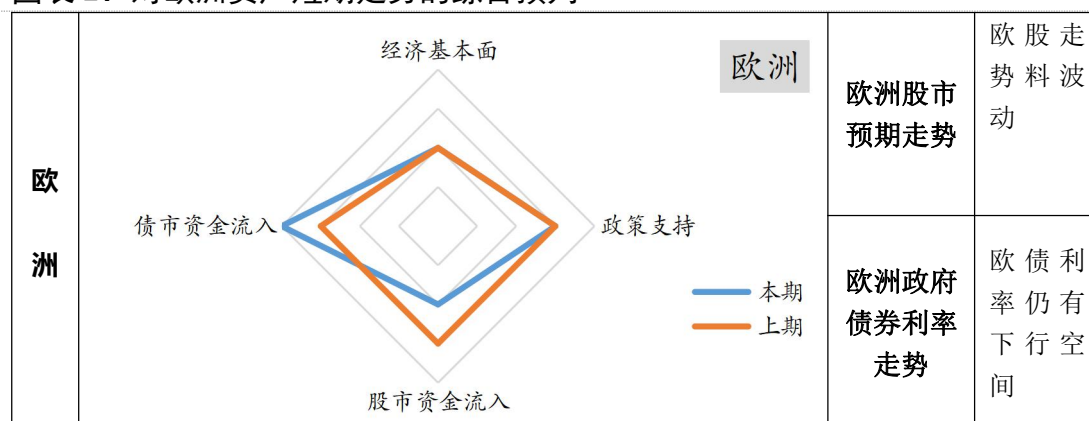 欧
洲
经济基本面
欧洲
债市资金流入
政策支持
本期
上期
股市资金流入
欧洲股市
预期走势
欧股走
势料波
动
欧洲政府
债券利率
走势
欧债利
率仍有
下行空
间